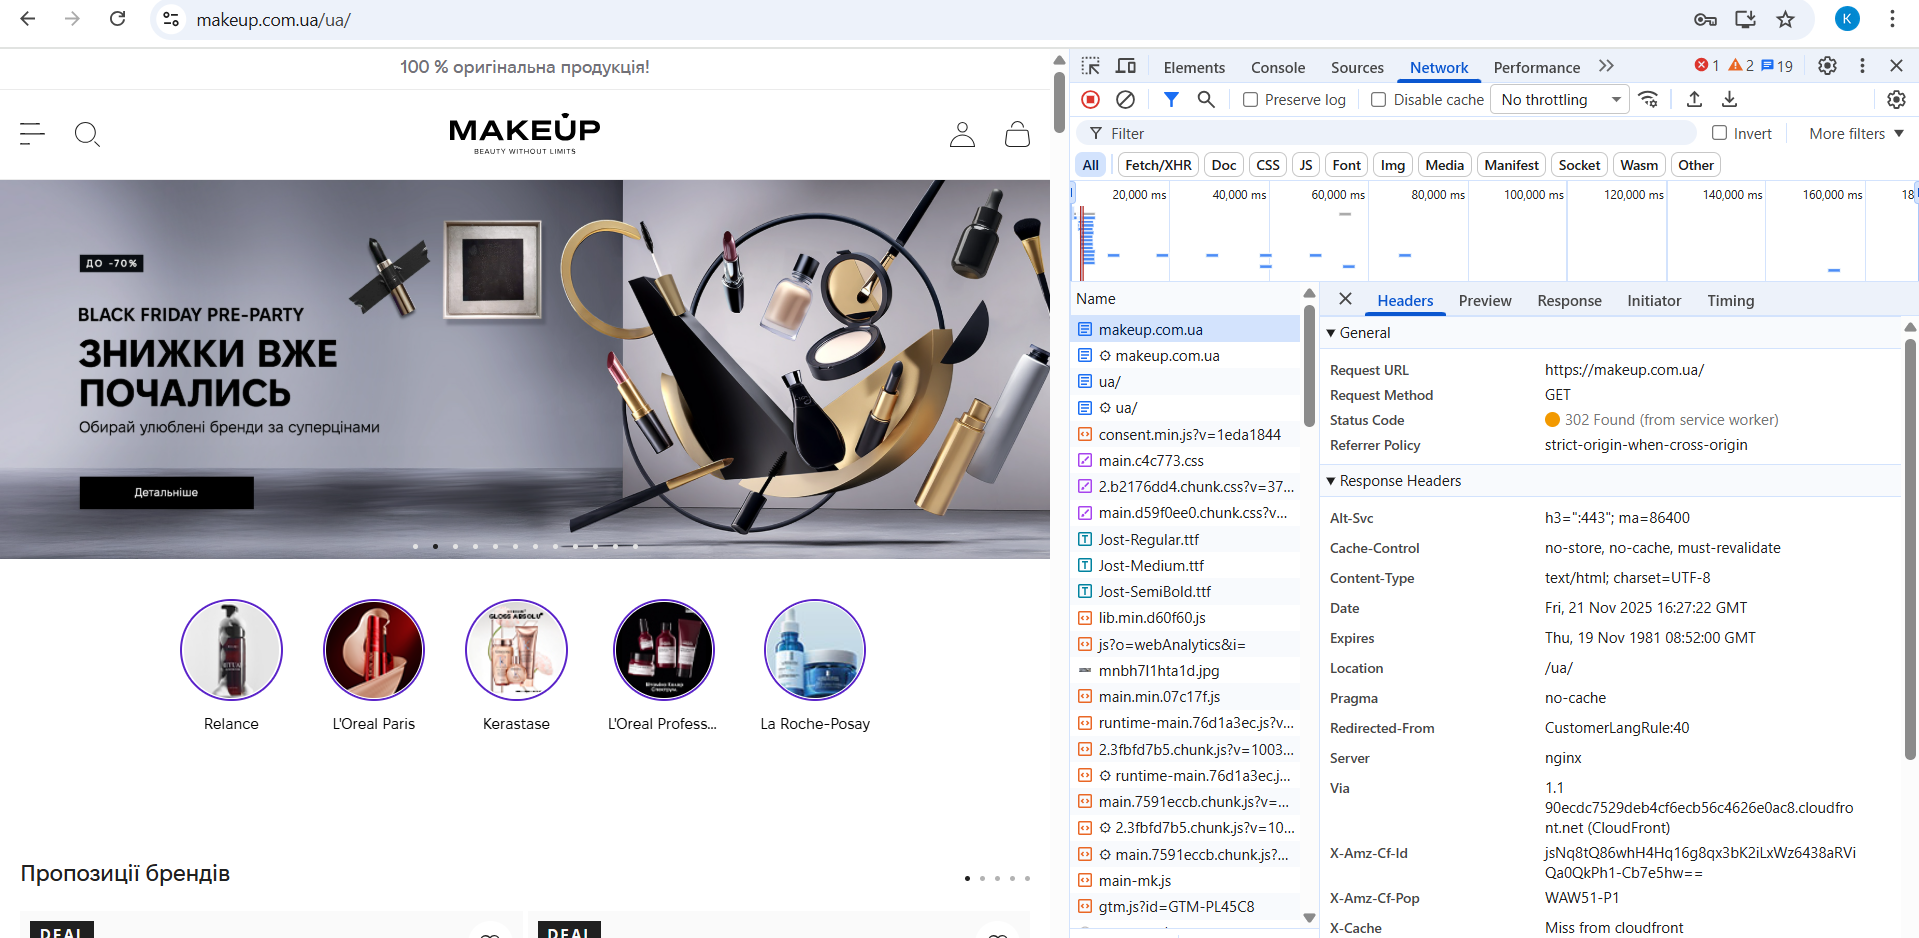 makeup.com.ua/ua/
K
100 % оригінальна продукція!
MAKEUP
BEAUTY WITHOUT LIMITS
ДО -70%
BLACK FRIDAY PRE-PARTY
ЗНИЖКИ ВЖЕ
ПОЧАЛИСЬ
Обирай улюблені бренди за суперцінами
Детальніше
GLOSS ABSOLU
Relance
L'Oreal Paris
Kerastase
L'Oreal Profess...
La Roche-Posay
Пропозиції брендів
DEAL
DEAL
Elements
Console
Sources
Network
Performance
1
2
19
Preserve log
Disable cache
No throttling
Filter
Invert
More filters
All
Fetch/XHR
Doc
CSS
JS
Font
Img
Media
Manifest
Socket
Wasm
Other
20,000 ms
40,000 ms
60,000 ms
80,000 ms
100,000 ms
120,000 ms
140,000 ms
160,000 ms
18
Name
makeup.com.ua
makeup.com.ua
ua/
ua/
consent.min.js?v=1eda1844
main.c4c773.css
2.b2176dd4.chunk.css?v=37...
main.d59f0ee0.chunk.css?v...
Jost-Regular.ttf
Jost-Medium.ttf
Jost-SemiBold.ttf
lib.min.d60f60.js
js?o=webAnalytics&i=
mnbh7l1hta1d.jpg
main.min.07c17f.js
runtime-main.76d1a3ec.js?v...
2.3fbfd7b5.chunk.js?v=1003...
runtime-main.76d1a3ec.j...
main.7591eccb.chunk.js?v=...
2.3fbfd7b5.chunk.js?v=10...
main.7591eccb.chunk.js?...
main-mk.js
gtm.js?id=GTM-PL45C8
Headers
Preview
Response
Initiator
Timing
General
Request URL https://makeup.com.ua/
Request Method GET
Status Code 302 Found (from service worker)
Referrer Policy strict-origin-when-cross-origin
Response Headers
Alt-Svc h3=":443"; ma=86400
Cache-Control no-store, no-cache, must-revalidate
Content-Type text/html; charset=UTF-8
Date Fri, 21 Nov 2025 16:27:22 GMT
Expires Thu, 19 Nov 1981 08:52:00 GMT
Location /ua/
Pragma no-cache
Redirected-From CustomerLangRule:40
Server nginx
Via 1.1
90ecdc7529deb4cf6ecb56c4626e0ac8.cloudfro
nt.net (CloudFront)
X-Amz-Cf-Id jsNq8tQ86whH4Hq16g8qx3bK2iLxWz6438aRVi
Qa0QkPh1-Cb7e5hw==
X-Amz-Cf-Pop WAW51-P1
X-Cache Miss from cloudfront